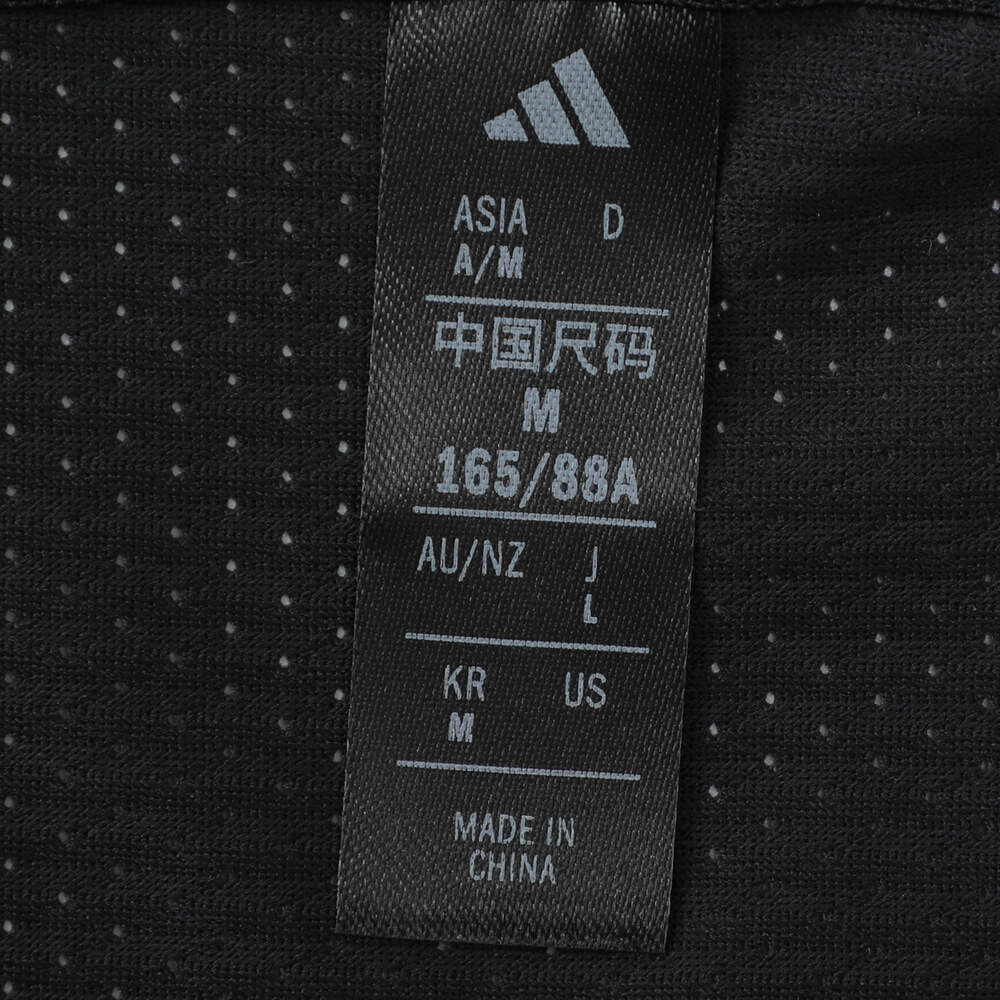 ASIA D
A/M
中国尺码
M
165/88A
AU/NZ J
L
KR US
M
MADE IN
CHINA